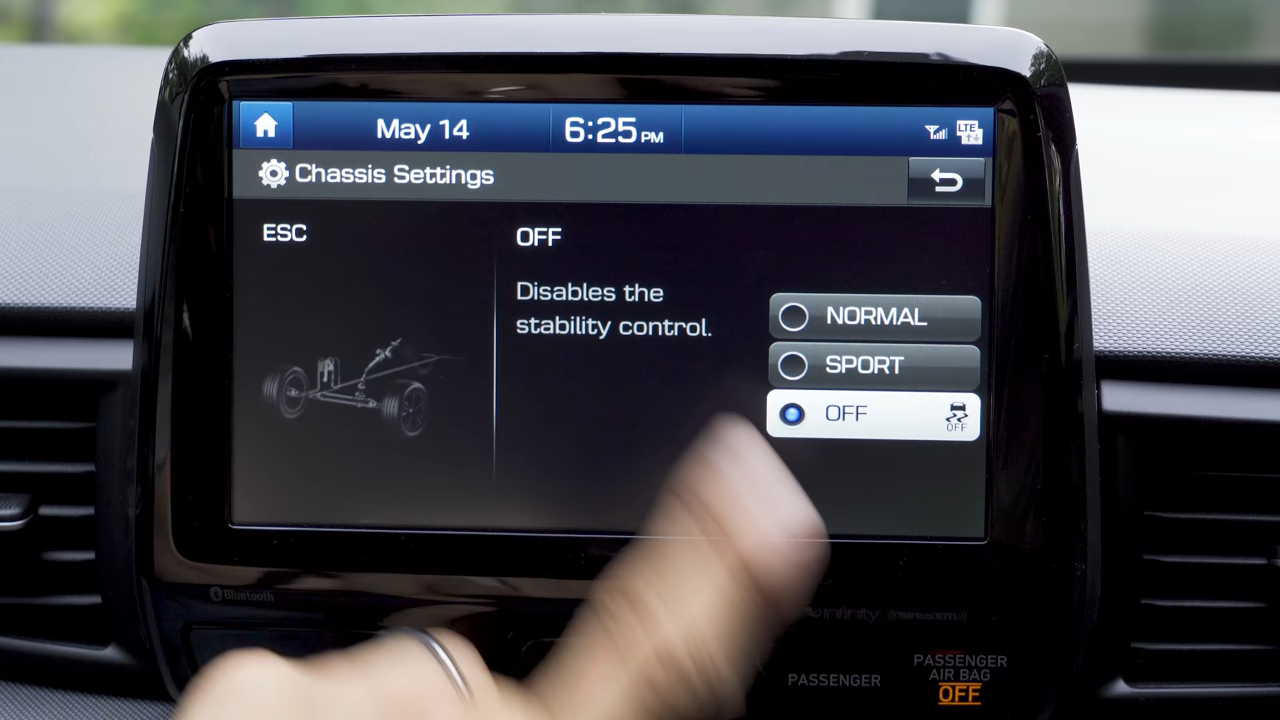 May 14
6:25 PM
LTE
Chassis Settings
ESC
OFF
Disables the
stability control.
NORMAL
SPORT
OFF
OFF
Bluetooth
infinity
((SiriusXM))
PASSENGER
PASSENGER
AIR BAG
OFF